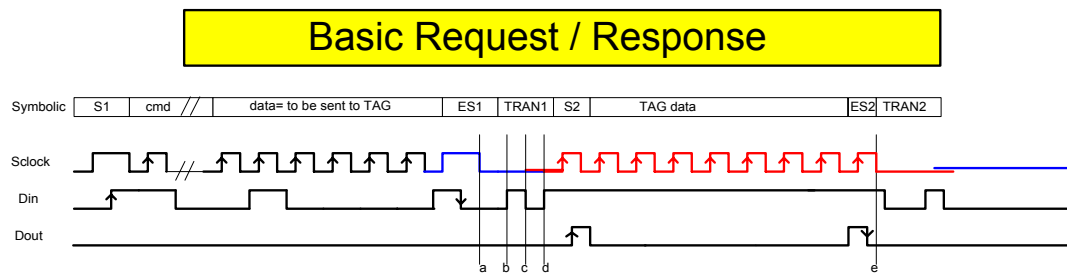 Basic Request / Response
Symbolic S1 cmd // data= to be sent to TAG ES1 TRAN1 S2 TAG data ES2 TRAN2
Sclock
Din
Dout
a b c d e